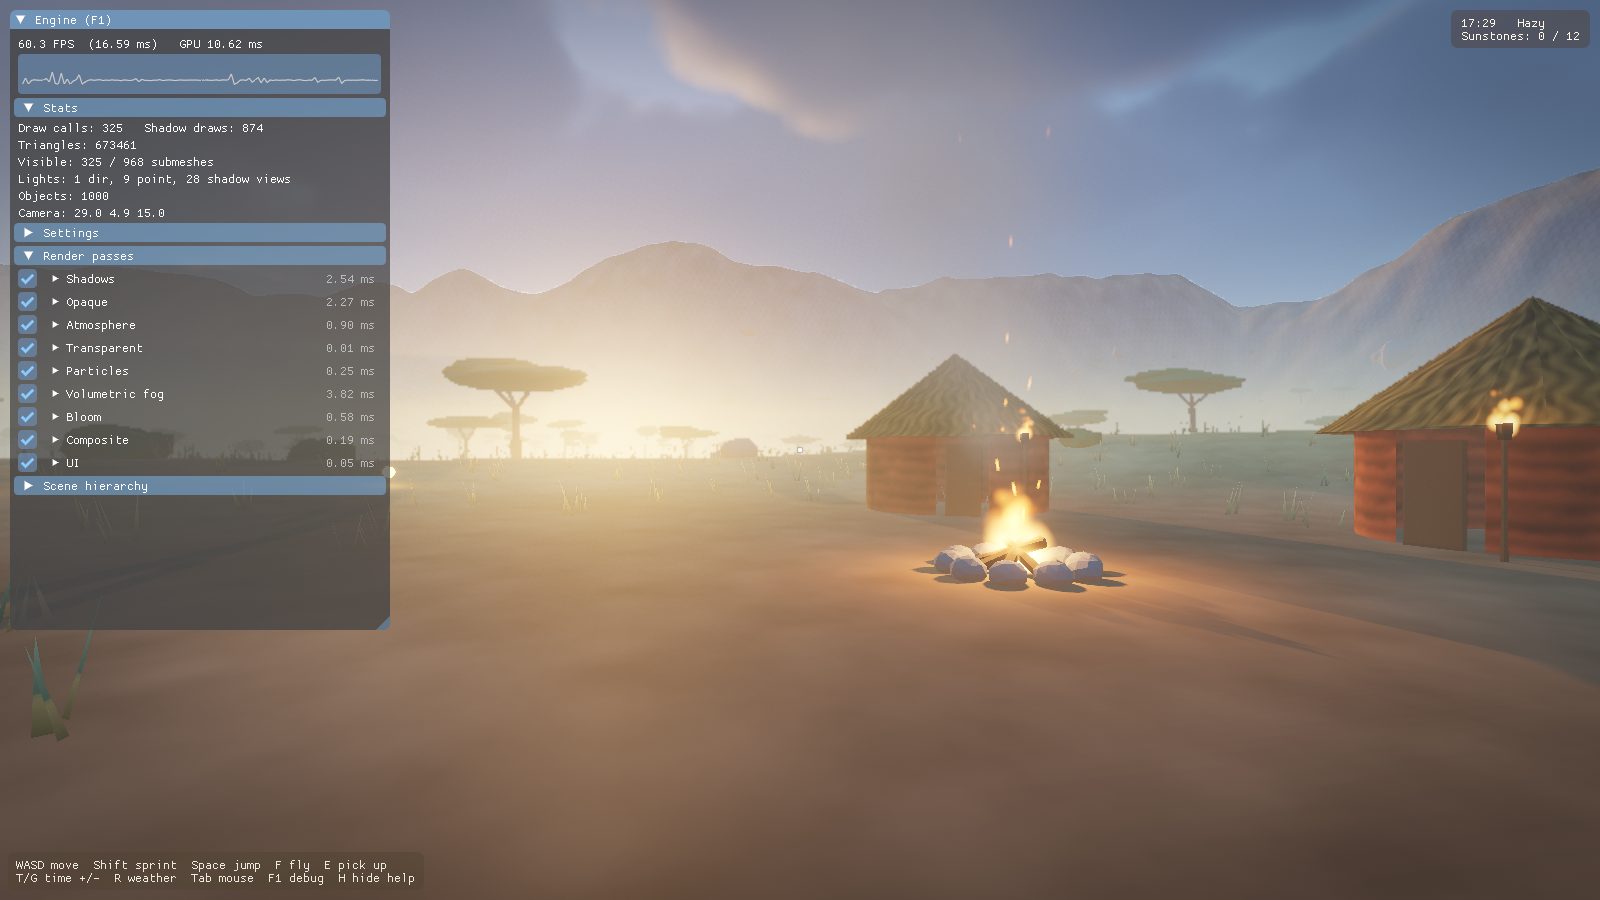 Engine (F1)
60.3 FPS (16.59 ms) GPU 10.62 ms
Stats
Draw calls: 325 Shadow draws: 874
Triangles: 673461
Visible: 325 / 968 submeshes
Lights: 1 dir, 9 point, 28 shadow views
Objects: 1000
Camera: 29.0 4.9 15.0
Settings
Render passes
Shadows 2.54 ms
Opaque 2.27 ms
Atmosphere 0.90 ms
Transparent 0.01 ms
Particles 0.25 ms
Volumetric fog 3.82 ms
Bloom 0.58 ms
Composite 0.19 ms
UI 0.05 ms
Scene hierarchy
17:29 Hazy
Sunstones: 0 / 12
WASD move Shift sprint Space jump F fly E pick up
T/G time +/- R weather Tab mouse F1 debug H hide help